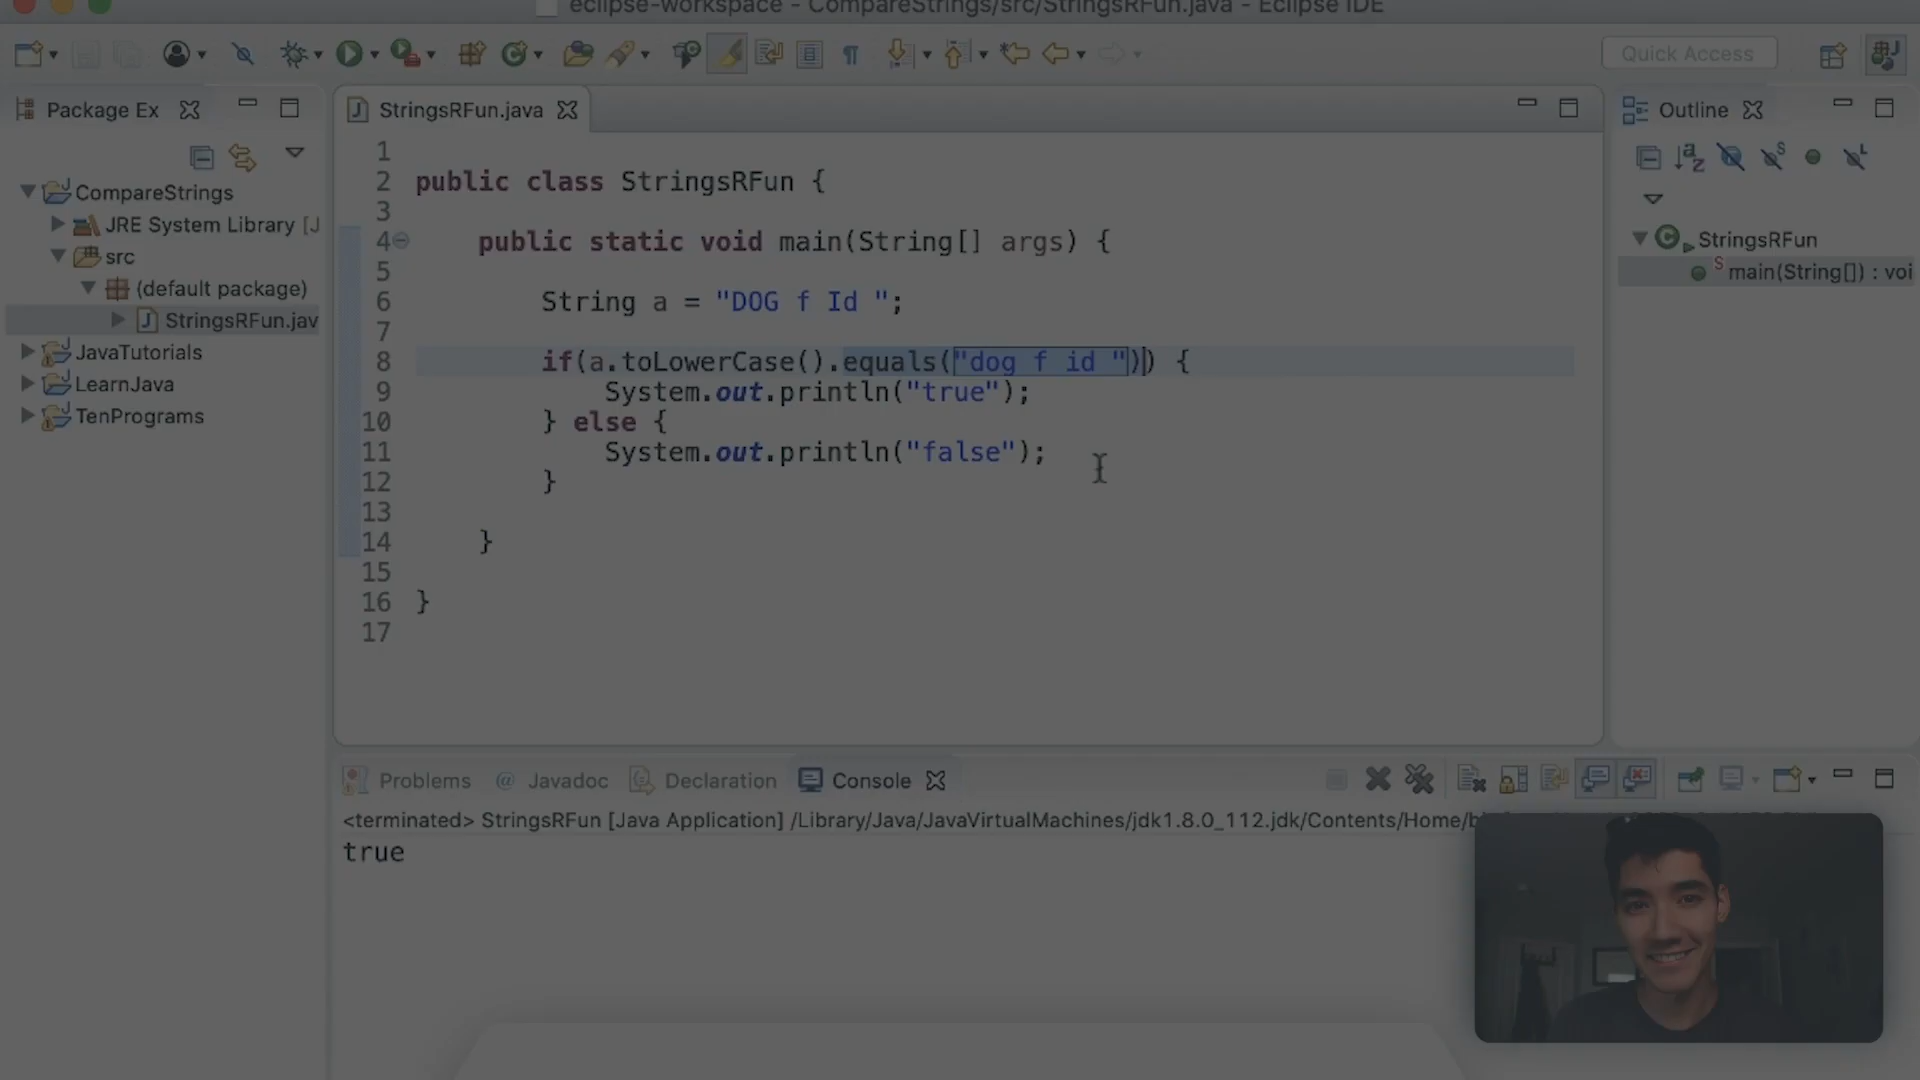 eclipse-workspace - CompareStrings/src/StringsRFun.java - Eclipse IDE
Quick Access
Package Ex
StringsRFun.java
Outline
CompareStrings
JRE System Library [J
src
(default package)
StringsRFun.jav
JavaTutorials
LearnJava
TenPrograms
1
2 public class StringsRFun {
3
4 public static void main(String[] args) {
5
6 String a = "DOG f Id ";
7
8 if(a.toLowerCase().equals("dog f id ")) {
9 System.out.println("true");
10 } else {
11 System.out.println("false");
12 }
13
14 }
15
16 }
17
StringsRFun
main(String[]) : voi
Problems @ Javadoc Declaration Console
<terminated> StringsRFun [Java Application] /Library/Java/JavaVirtualMachines/jdk1.8.0_112.jdk/Contents/Home/b
true